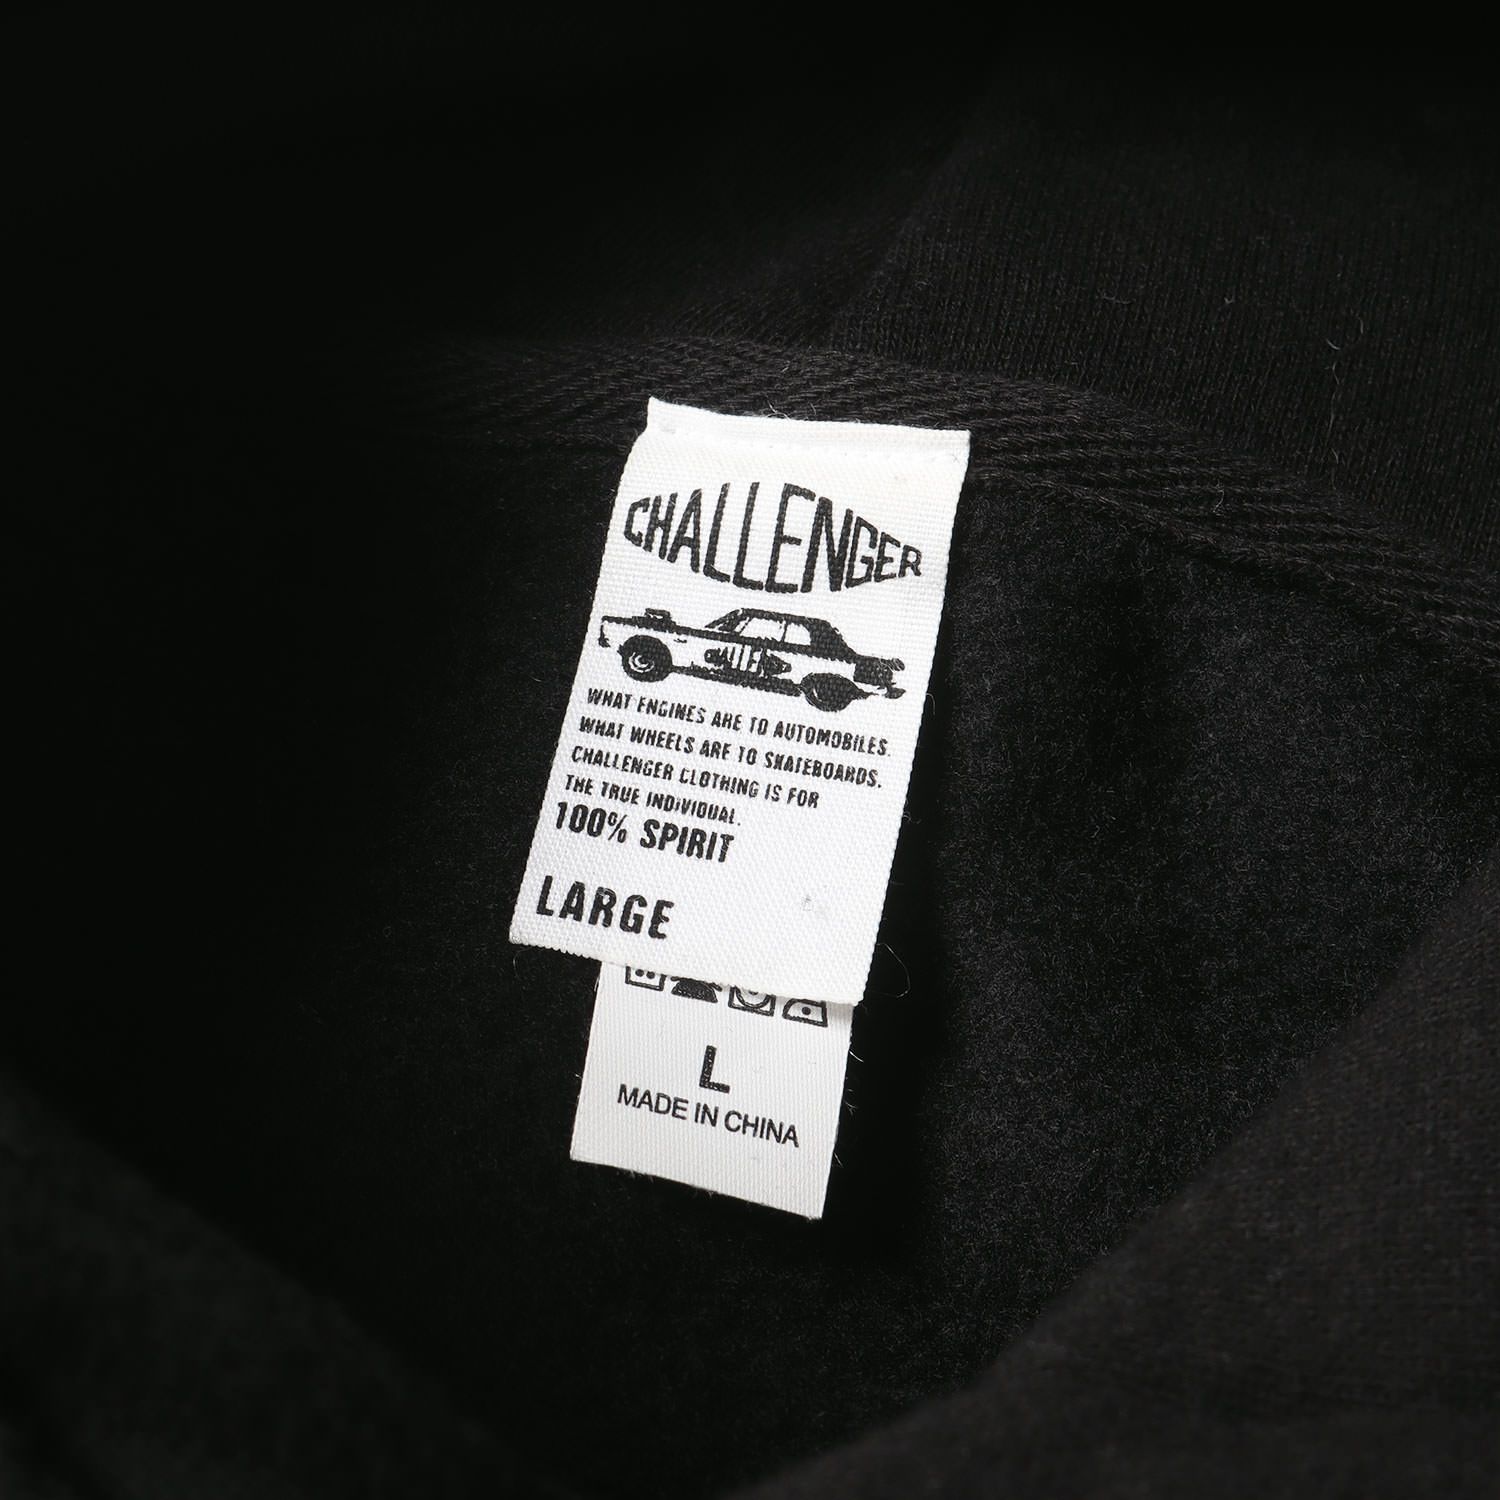 CHALLENGER
WHAT ENGINES ARE TO AUTOMOBILES.
WHAT WHEELS ARE TO SKATEBOARDS.
CHALLENGER CLOTHING IS FOR
THE TRUE INDIVIDUAL.
100% SPIRIT
LARGE
L
MADE IN CHINA